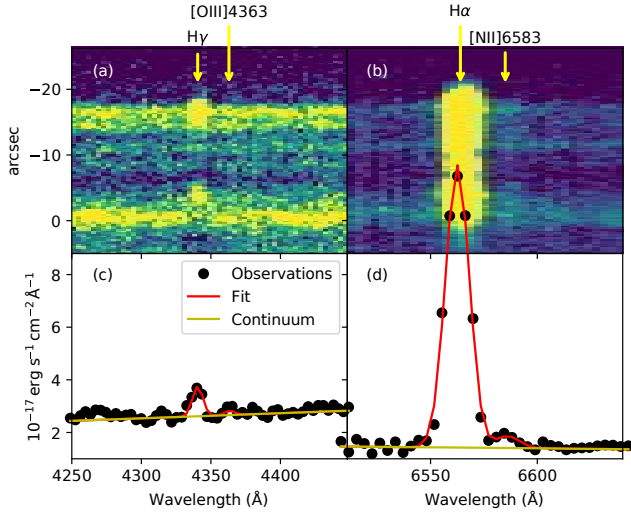 [OIII]4363 Hα
Hγ [NII]6583
(a) (b)
−20
−10
0
arcsec
(c) (d)
Observations
Fit
Continuum
8
6
4
2
10⁻¹⁷ erg s⁻¹ cm⁻² Å⁻¹
4250 4300 4350 4400 6550 6600
Wavelength (Å) Wavelength (Å)